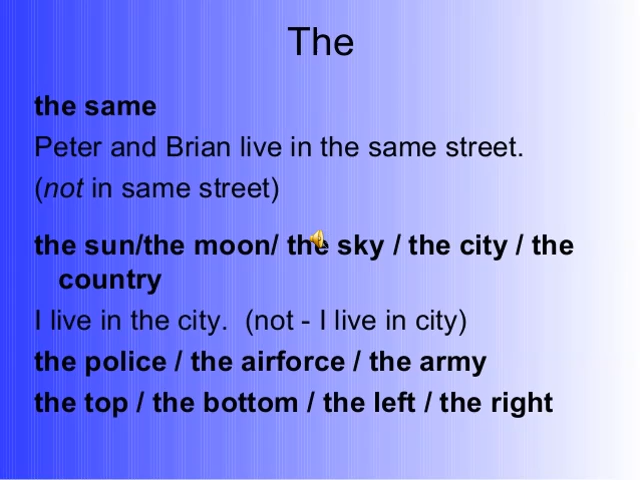 The
the same
Peter and Brian live in the same street.
(not in same street)
the sun/the moon/ the sky / the city / the
country
I live in the city.  (not - I live in city)
the police / the airforce / the army
the top / the bottom / the left / the right